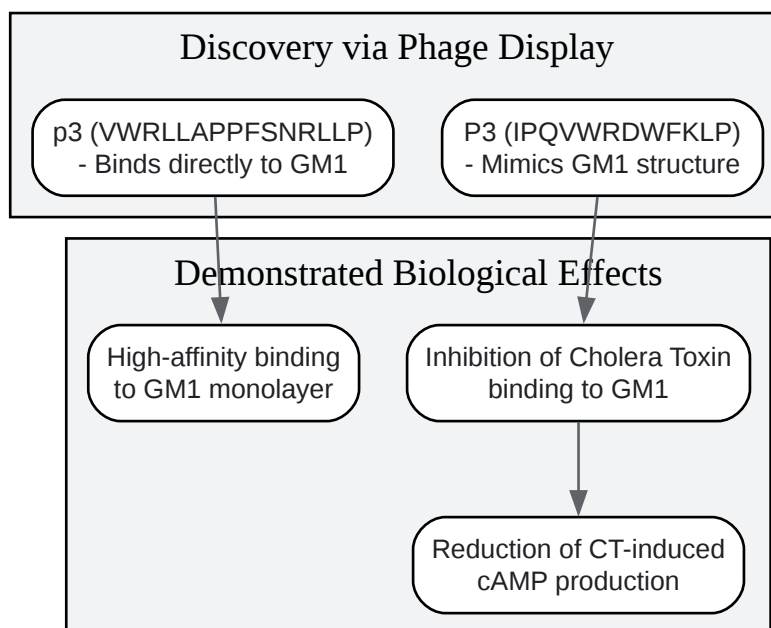 Discovery via Phage Display
p3 (VWRLLAPPFSNRLLP)
- Binds directly to GM1
P3 (IPQVWRDWFKLP)
- Mimics GM1 structure
Demonstrated Biological Effects
High-affinity binding
to GM1 monolayer
Inhibition of Cholera Toxin
binding to GM1
Reduction of CT-induced
cAMP production